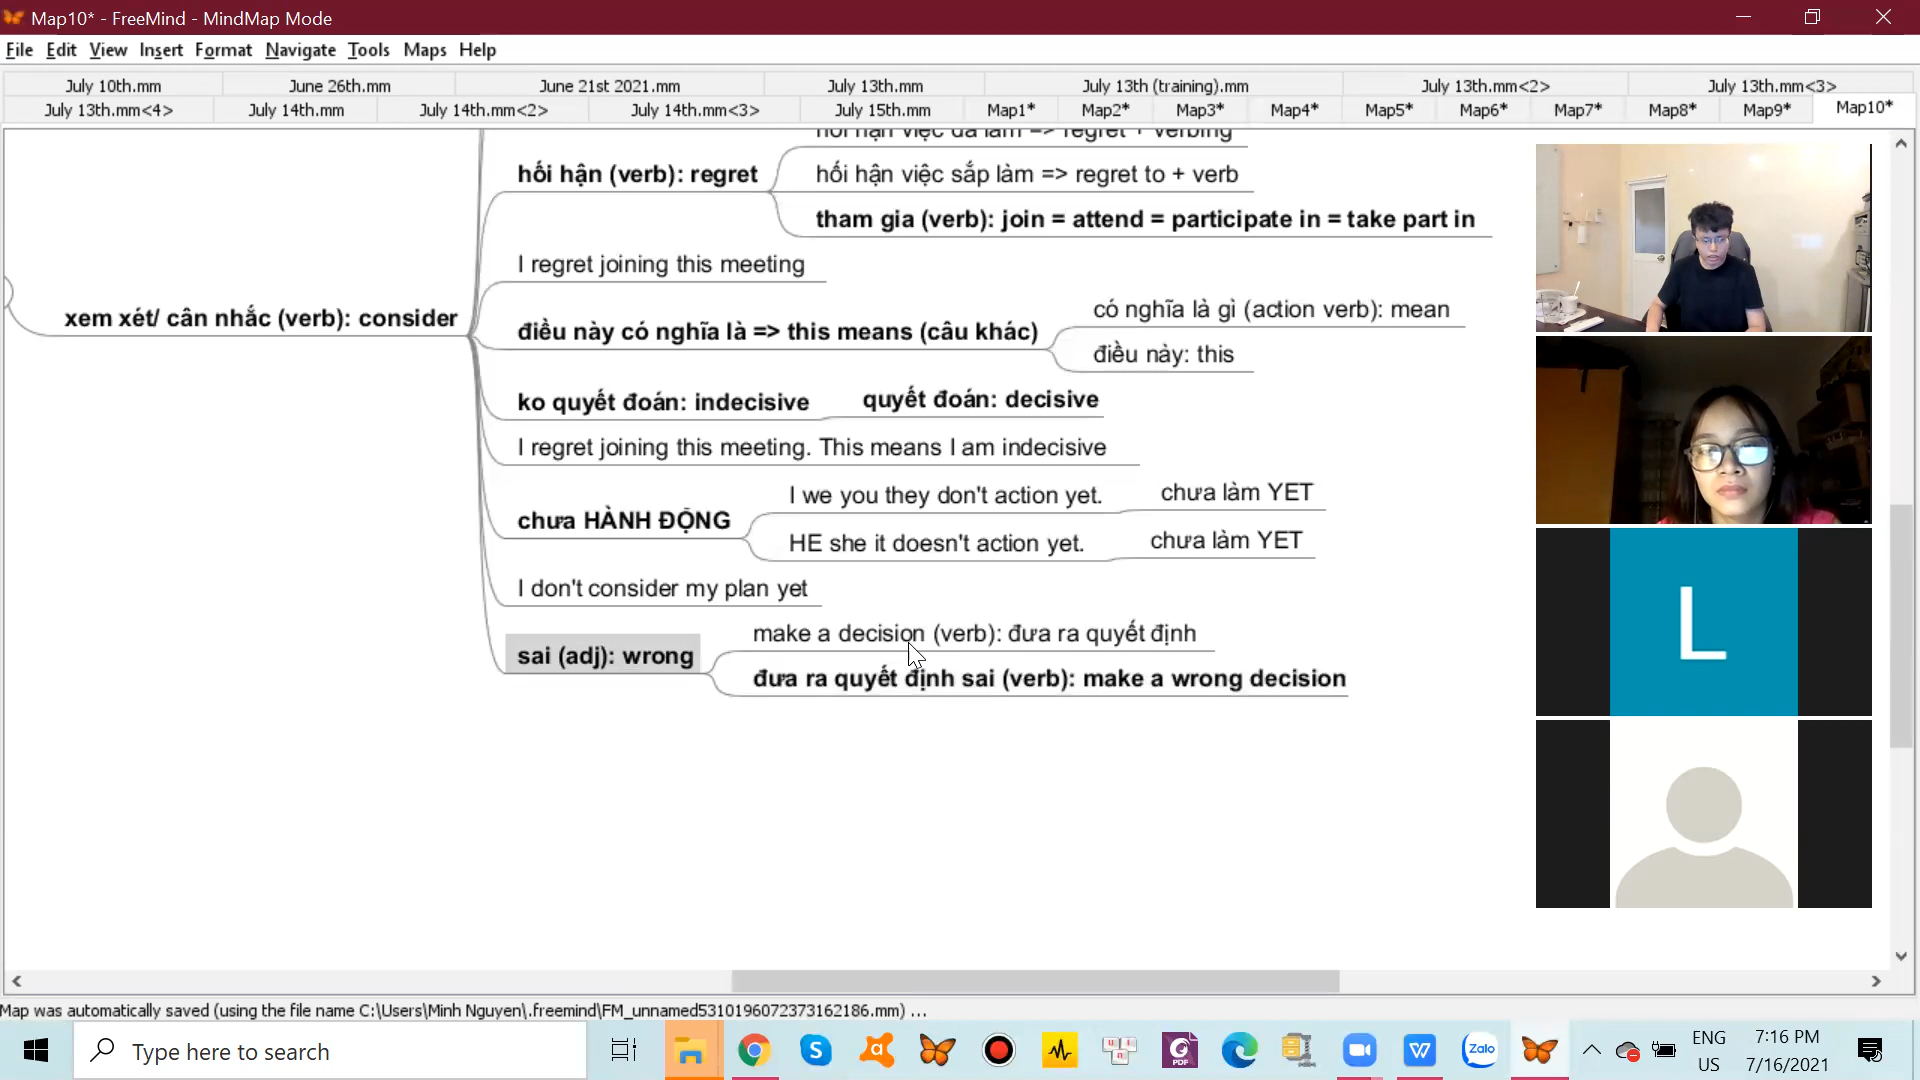 Map10* - FreeMind - MindMap Mode
File Edit View Insert Format Navigate Tools Maps Help
July 10th.mm June 26th.mm June 21st 2021.mm July 13th.mm July 13th (training).mm July 13th.mm<2> July 13th.mm<3>
July 13th.mm<4> July 14th.mm July 14th.mm<2> July 14th.mm<3> July 15th.mm Map1* Map2* Map3* Map4* Map5* Map6* Map7* Map8* Map9* Map10*
hối hận việc đã làm => regret + verbing
hối hận (verb): regret
hối hận việc sắp làm => regret to + verb
tham gia (verb): join = attend = participate in = take part in
I regret joining this meeting
xem xét/ cân nhắc (verb): consider
điều này có nghĩa là => this means (câu khác)
có nghĩa là gì (action verb): mean
điều này: this
ko quyết đoán: indecisive
quyết đoán: decisive
I regret joining this meeting. This means I am indecisive
chưa HÀNH ĐỘNG
I we you they don't action yet.
chưa làm YET
HE she it doesn't action yet.
chưa làm YET
I don't consider my plan yet
sai (adj): wrong
make a decision (verb): đưa ra quyết định
đưa ra quyết định sai (verb): make a wrong decision
L
Map was automatically saved (using the file name C:\Users\Minh Nguyen\.freemind\FM_unnamed5310196072373162186.mm) ...
Type here to search
PDF
Zalo
ENG
US
7:16 PM
7/16/2021